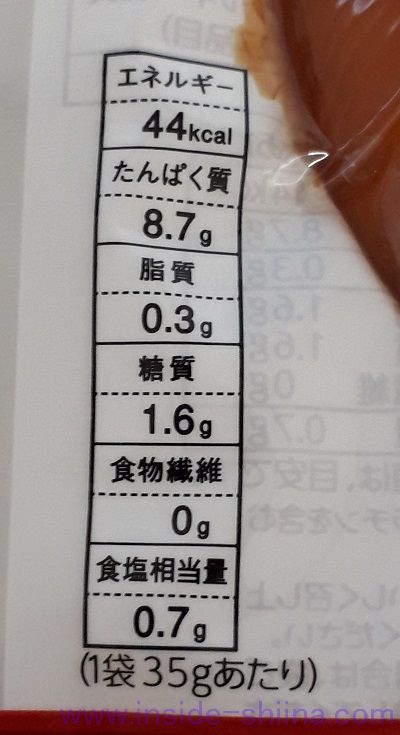 エネルギー
44kcal
たんぱく質
8.7g
脂質
0.3g
糖質
1.6g
食物繊維
0g
食塩相当量
0.7g
(1袋35gあたり)
www.inside-shiina.com